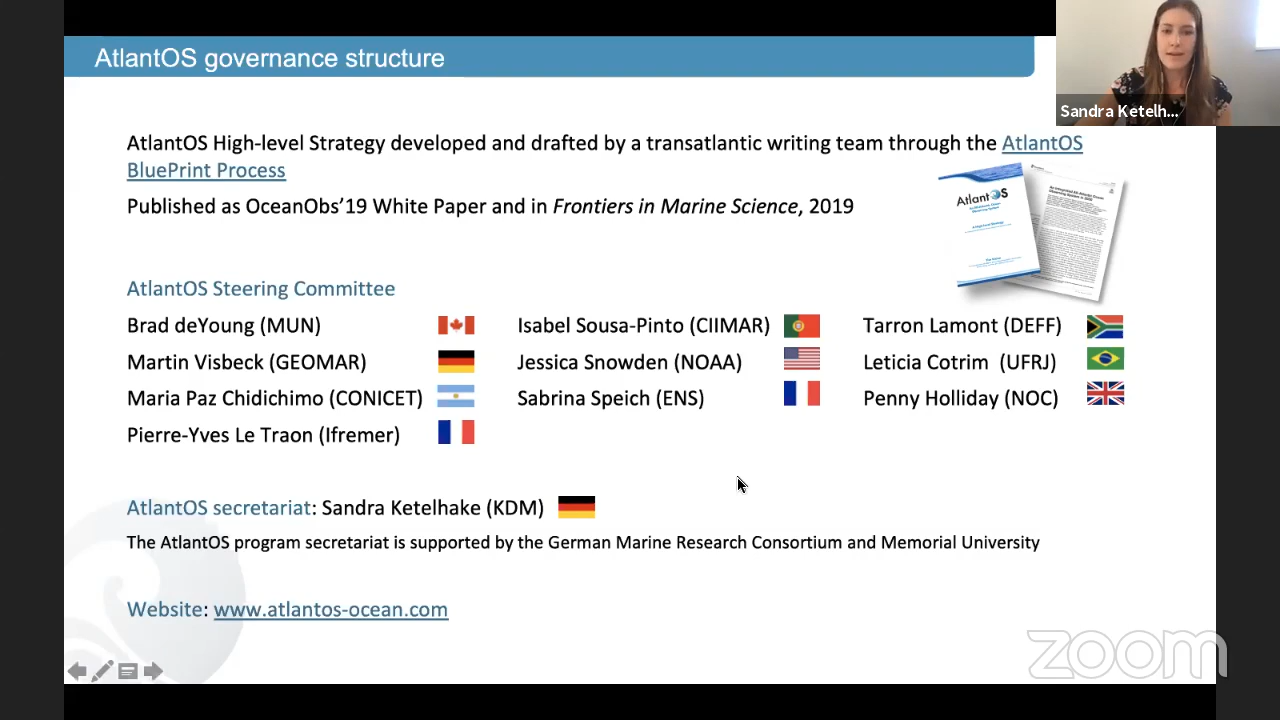 AtlantOS governance structure
Sandra Ketelh...
AtlantOS High-level Strategy developed and drafted by a transatlantic writing team through the AtlantOS
BluePrint Process
Published as OceanObs’19 White Paper and in Frontiers in Marine Science, 2019
AtlantOS
AtlantOS Steering Committee
Brad deYoung (MUN)
Isabel Sousa-Pinto (CIIMAR)
Tarron Lamont (DEFF)
Martin Visbeck (GEOMAR)
Jessica Snowden (NOAA)
Leticia Cotrim (UFRJ)
Maria Paz Chidichimo (CONICET)
Sabrina Speich (ENS)
Penny Holliday (NOC)
Pierre-Yves Le Traon (Ifremer)
AtlantOS secretariat: Sandra Ketelhake (KDM)
The AtlantOS program secretariat is supported by the German Marine Research Consortium and Memorial University
Website: www.atlantos-ocean.com
zoom